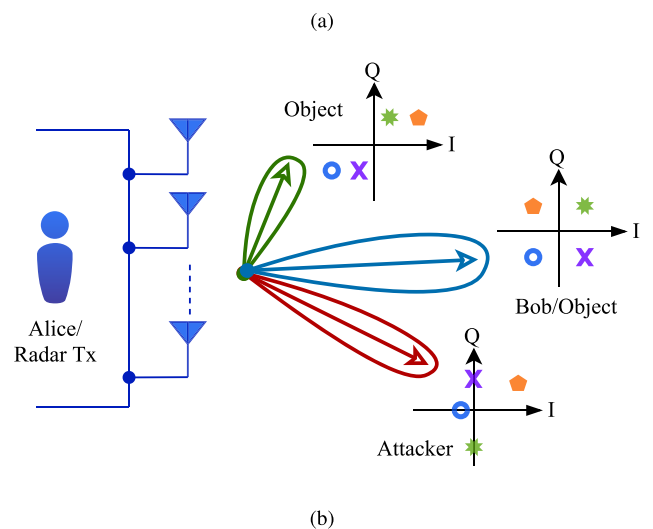 (a)
Q
Object
I
Q
I
Bob/Object
Alice/
Radar Tx
Q
I
Attacker
(b)